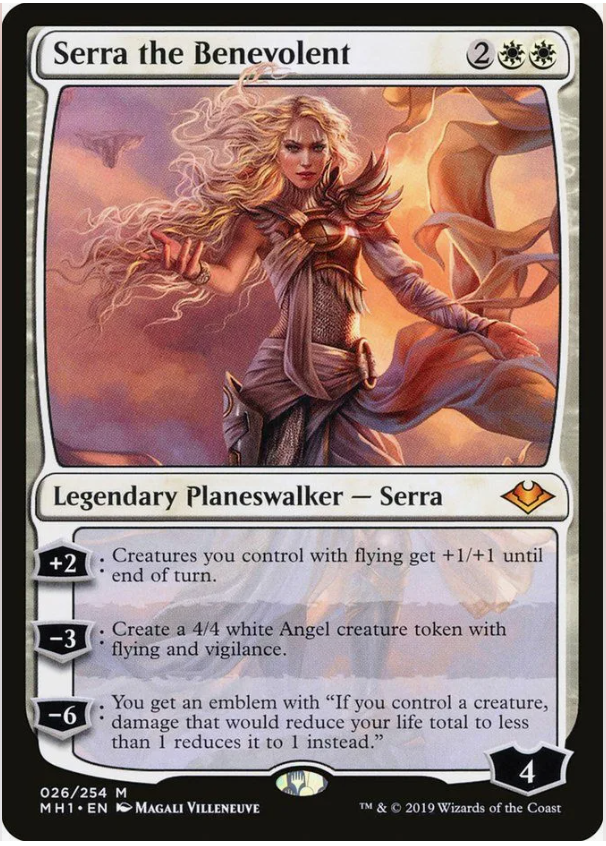 Serra the Benevolent 2
Legendary Planeswalker — Serra
+2 : Creatures you control with flying get +1/+1 until
end of turn.
−3 : Create a 4/4 white Angel creature token with
flying and vigilance.
−6 : You get an emblem with “If you control a creature,
damage that would reduce your life total to less
than 1 reduces it to 1 instead.”
4
026/254 M
MH1 • EN Magali Villeneuve
™ & © 2019 Wizards of the Coast